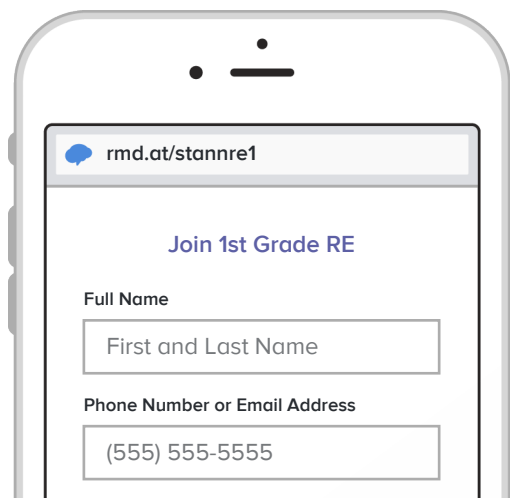 rmd.at/stannre1
Join 1st Grade RE
Full Name
First and Last Name
Phone Number or Email Address
(555) 555-5555